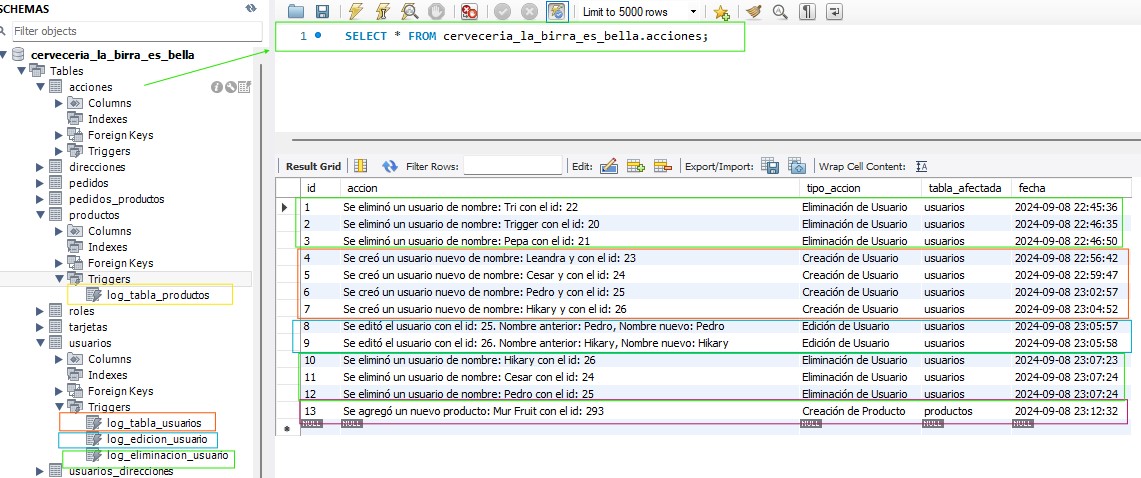 SCHEMAS
Filter objects
cerveceria_la_birra_es_bella
Tables
acciones
Columns
Indexes
Foreign Keys
Triggers
direcciones
pedidos
pedidos_productos
productos
Columns
Indexes
Foreign Keys
Triggers
log_tabla_productos
roles
tarjetas
usuarios
Columns
Indexes
Foreign Keys
Triggers
log_tabla_usuarios
log_edicion_usuario
log_eliminacion_usuario
usuarios_direcciones
Limit to 5000 rows
1 SELECT * FROM cerveceria_la_birra_es_bella.acciones;
Result Grid Filter Rows: Edit: Export/Import: Wrap Cell Content: IA
id accion tipo_accion tabla_afectada fecha
1 Se eliminó un usuario de nombre: Tri con el id: 22 Eliminación de Usuario usuarios 2024-09-08 22:45:36
2 Se eliminó un usuario de nombre: Trigger con el id: 20 Eliminación de Usuario usuarios 2024-09-08 22:46:35
3 Se eliminó un usuario de nombre: Pepa con el id: 21 Eliminación de Usuario usuarios 2024-09-08 22:46:50
4 Se creó un usuario nuevo de nombre: Leandra y con el id: 23 Creación de Usuario usuarios 2024-09-08 22:56:42
5 Se creó un usuario nuevo de nombre: Cesar y con el id: 24 Creación de Usuario usuarios 2024-09-08 22:59:47
6 Se creó un usuario nuevo de nombre: Pedro y con el id: 25 Creación de Usuario usuarios 2024-09-08 23:02:57
7 Se creó un usuario nuevo de nombre: Hikary y con el id: 26 Creación de Usuario usuarios 2024-09-08 23:04:52
8 Se editó el usuario con el id: 25. Nombre anterior: Pedro, Nombre nuevo: Pedro Edición de Usuario usuarios 2024-09-08 23:05:57
9 Se editó el usuario con el id: 26. Nombre anterior: Hikary, Nombre nuevo: Hikary Edición de Usuario usuarios 2024-09-08 23:05:58
10 Se eliminó un usuario de nombre: Hikary con el id: 26 Eliminación de Usuario usuarios 2024-09-08 23:07:23
11 Se eliminó un usuario de nombre: Cesar con el id: 24 Eliminación de Usuario usuarios 2024-09-08 23:07:24
12 Se eliminó un usuario de nombre: Pedro con el id: 25 Eliminación de Usuario usuarios 2024-09-08 23:07:24
13 Se agregó un nuevo producto: Mur Fruit con el id: 293 Creación de Producto productos 2024-09-08 23:12:32
NULL NULL NULL NULL NULL